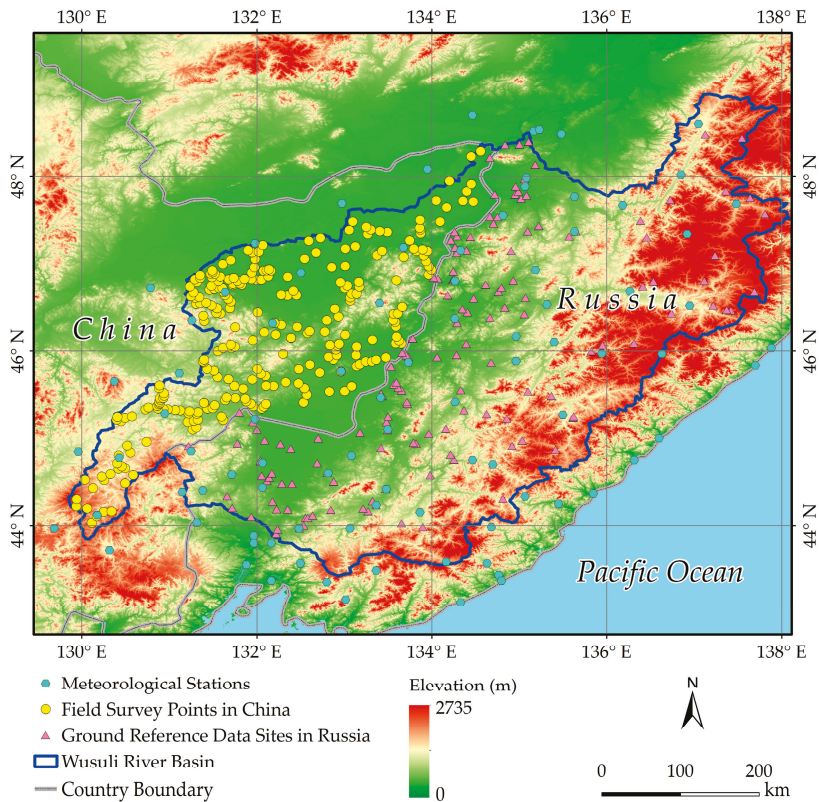 130° E 132° E 134° E 136° E 138° E
48° N 48° N
China Russia
46° N 46° N
44° N 44° N
Pacific Ocean
130° E 132° E 134° E 136° E 138° E
Meteorological Stations
Field Survey Points in China
Ground Reference Data Sites in Russia
Wusuli River Basin
Country Boundary
Elevation (m)
2735
0
N
0 100 200
km